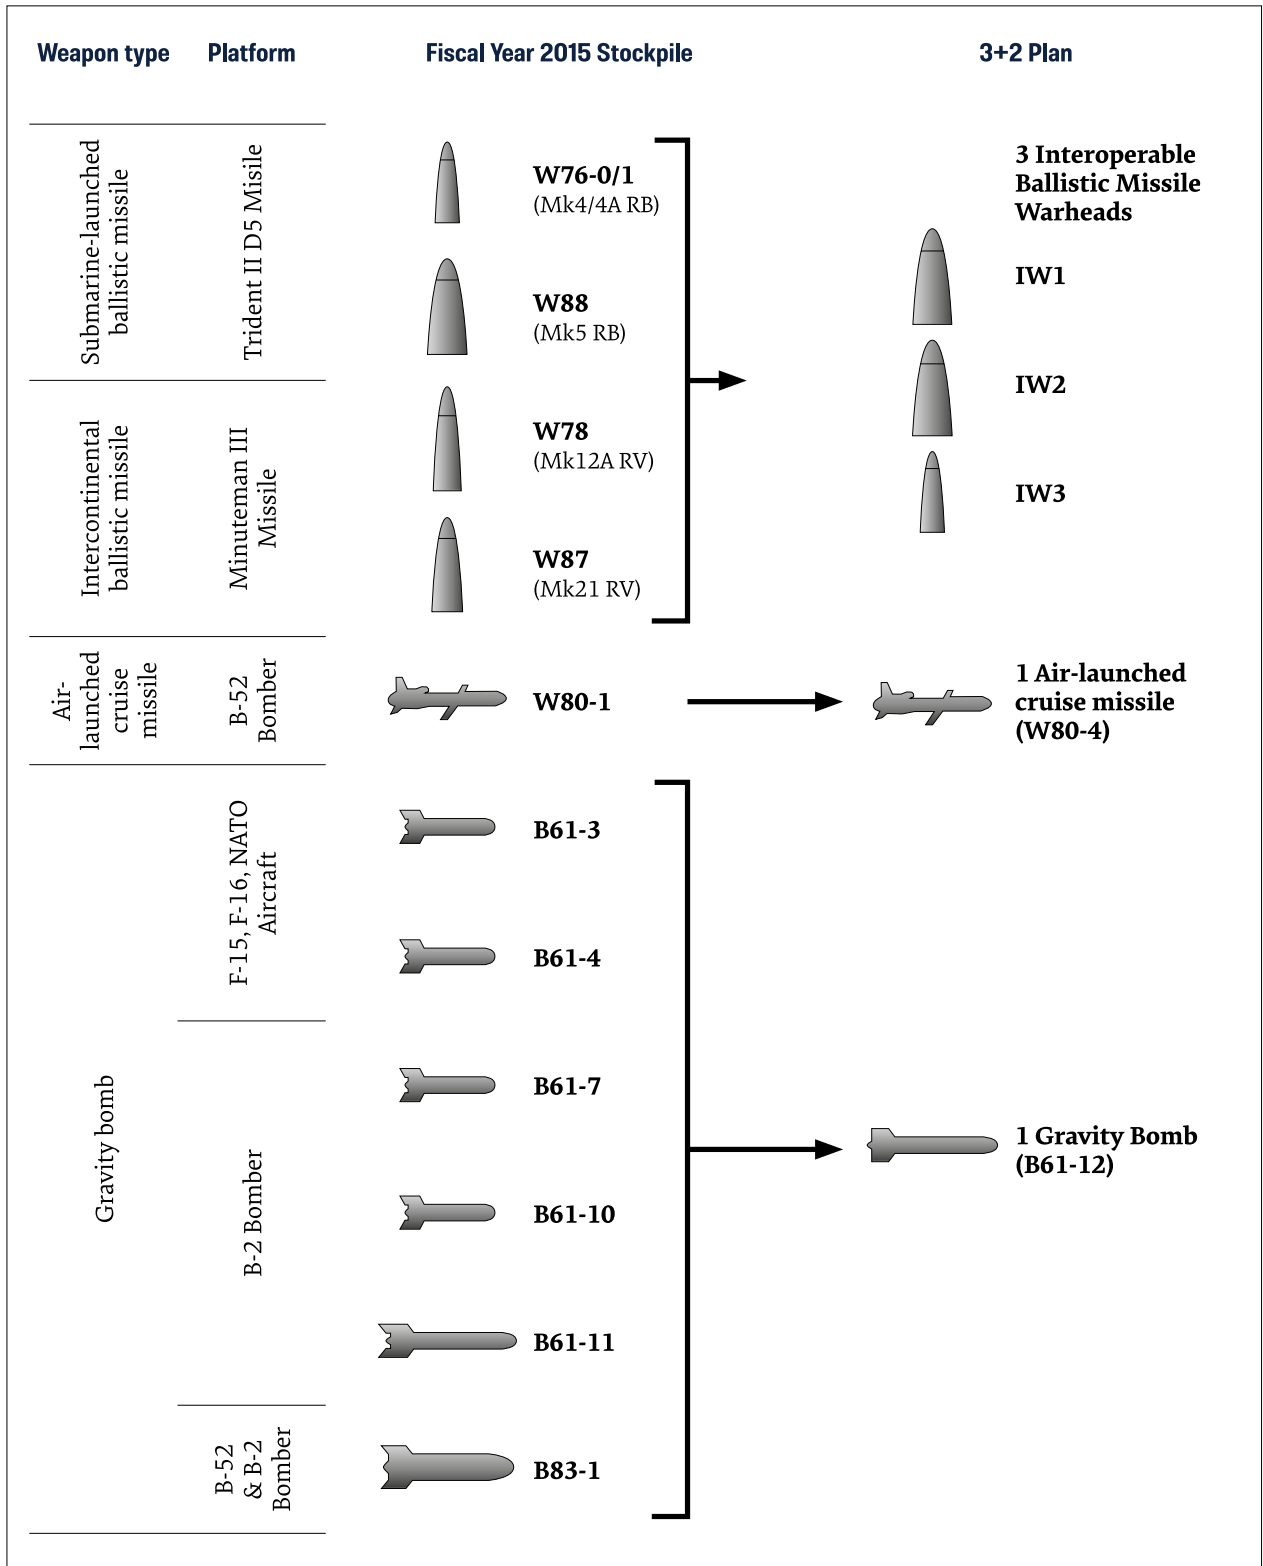 Weapon type
Platform
Fiscal Year 2015 Stockpile
3+2 Plan
Submarine-launched
ballistic missile
Trident II D5 Misile
W76-0/1
(Mk4/4A RB)
W88
(Mk5 RB)
3 Interoperable
Ballistic Missile
Warheads
IW1
IW2
IW3
Intercontinental
ballistic missile
Minuteman III
Missile
W78
(Mk12A RV)
W87
(Mk21 RV)
Air-
launched
cruise
missile
B-52
Bomber
W80-1
1 Air-launched
cruise missile
(W80-4)
Gravity bomb
F-15, F-16, NATO
Aircraft
B61-3
B61-4
B-2 Bomber
B61-7
B61-10
B61-11
1 Gravity Bomb
(B61-12)
B-52
& B-2
Bomber
B83-1